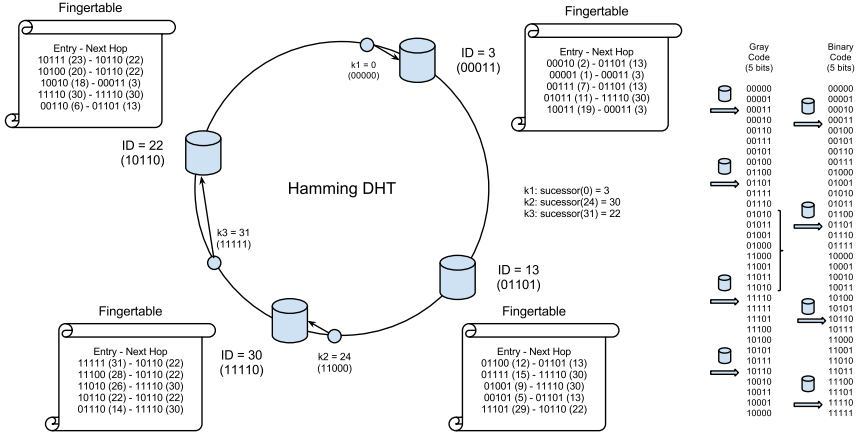 Fingertable
Entry - Next Hop
10111 (23) - 10110 (22)
10100 (20) - 10110 (22)
10010 (18) - 00011 (3)
11110 (30) - 11110 (30)
00110 (6) - 01101 (13)
k1 = 0
(00000)
ID = 3
(00011)
Fingertable
Entry - Next Hop
00010 (2) - 01101 (13)
00001 (1) - 00011 (3)
00111 (7) - 01101 (13)
01011 (11) - 11110 (30)
10011 (19) - 00011 (3)
ID = 22
(10110)
Hamming DHT
k1: sucessor(0) = 3
k2: sucessor(24) = 30
k3: sucessor(31) = 22
k3 = 31
(11111)
ID = 13
(01101)
Fingertable
Entry - Next Hop
11111 (31) - 10110 (22)
11100 (28) - 10110 (22)
11010 (26) - 11110 (30)
10110 (22) - 10110 (22)
01110 (14) - 11110 (30)
ID = 30
(11110)
k2 = 24
(11000)
Fingertable
Entry - Next Hop
01100 (12) - 01101 (13)
01111 (15) - 11110 (30)
01001 (9) - 11110 (30)
00101 (5) - 01101 (13)
11101 (29) - 10110 (22)
Gray
Code
(5 bits)
00000
00001
00011
00010
00110
00111
00101
00100
01100
01101
01111
01110
01010
01011
01001
01000
11000
11001
11011
11010
11110
11111
11101
11100
10100
10101
10111
10110
10010
10011
10001
10000
Binary
Code
(5 bits)
00000
00001
00010
00011
00100
00101
00110
00111
01000
01001
01010
01011
01100
01101
01110
01111
10000
10001
10010
10011
10100
10101
10110
10111
11000
11001
11010
11011
11100
11101
11110
11111